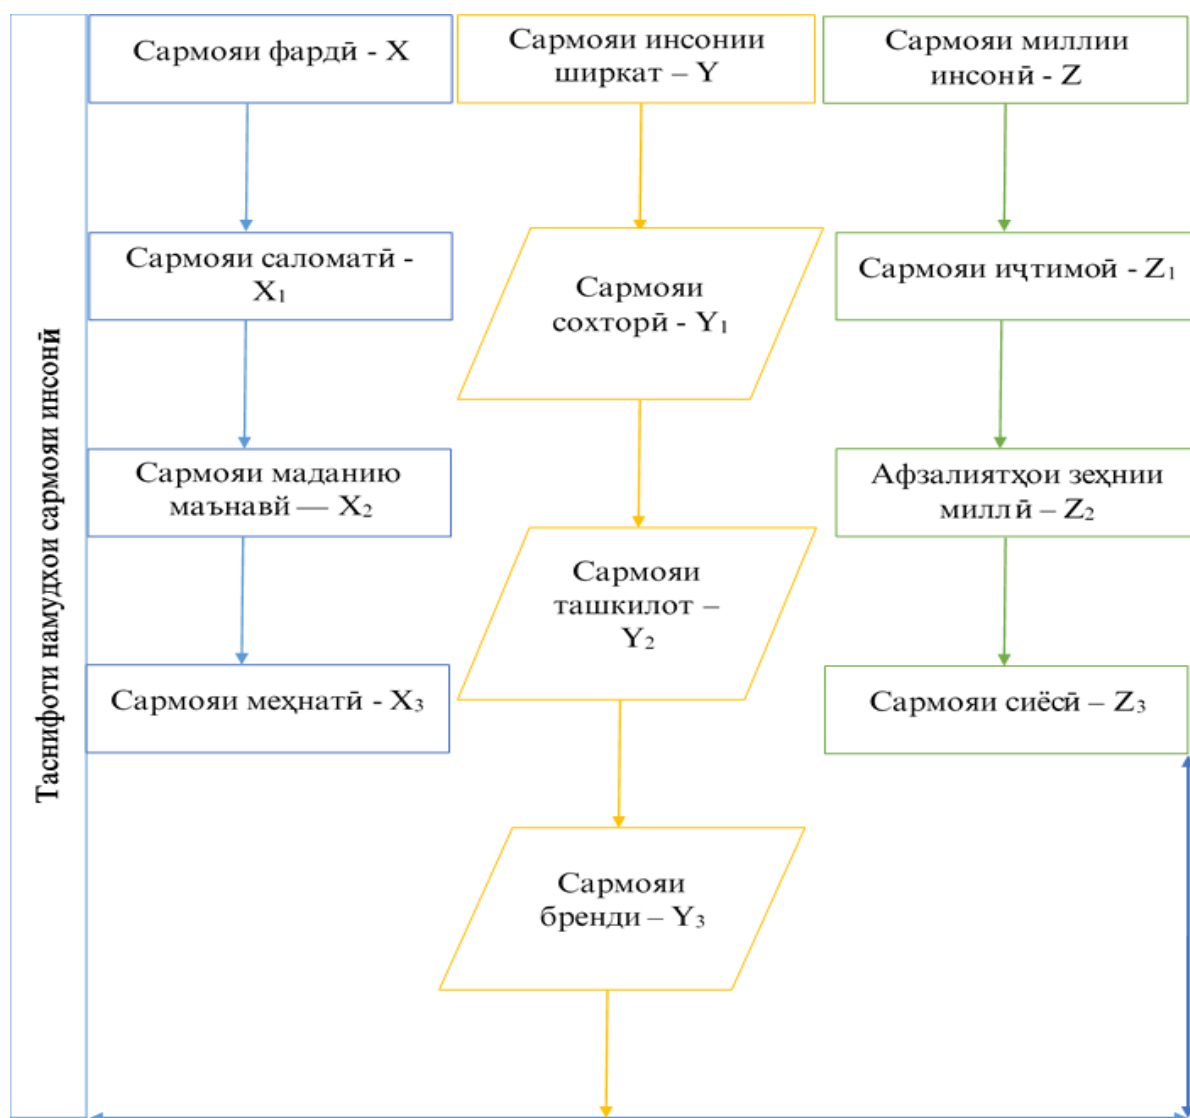 Таснифоти намудҳои сармояи инсонӣ
Сармояи фардӣ - X
Сармояи саломатӣ -
X₁
Сармояи маданию
маънавӣ — X₂
Сармояи меҳнатӣ - X₃
Сармояи инсонии
ширкат – Y
Сармояи
сохторӣ - Y₁
Сармояи
ташкилот –
Y₂
Сармояи
бренди – Y₃
Сармояи миллии
инсонӣ - Z
Сармояи иҷтимоӣ - Z₁
Афзалиятҳои зеҳнии
миллӣ – Z₂
Сармояи сиёсӣ – Z₃